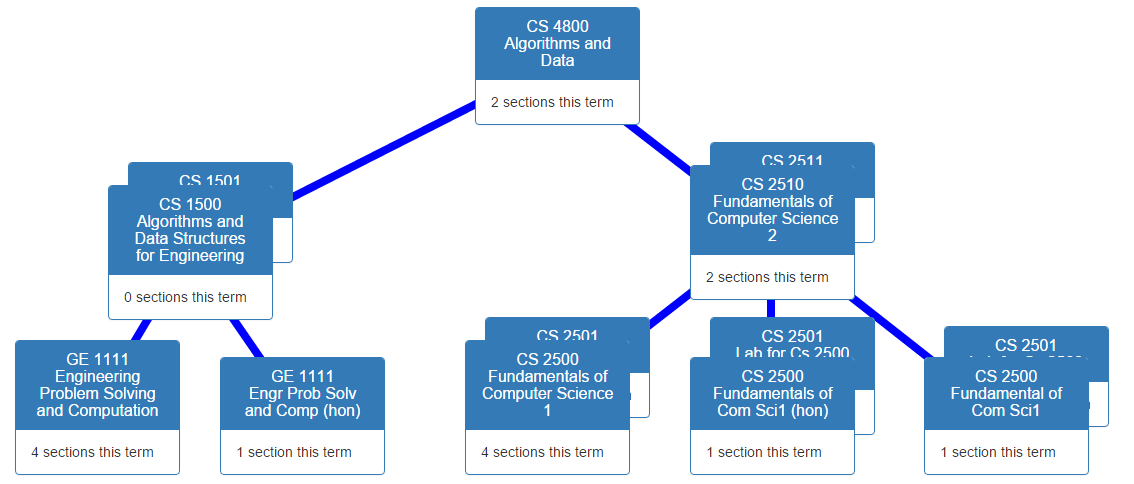 CS 4800
Algorithms and
Data
2 sections this term
CS 1501
CS 1500
Algorithms and
Data Structures
for Engineering
0 sections this term
CS 2511
CS 2510
Fundamentals of
Computer Science
2
2 sections this term
GE 1111
Engineering
Problem Solving
and Computation
4 sections this term
GE 1111
Engr Prob Solv
and Comp (hon)
1 section this term
CS 2501
CS 2500
Fundamentals of
Computer Science
1
4 sections this term
CS 2501
Lab for Cs 2500
CS 2500
Fundamentals of
Com Sci1 (hon)
1 section this term
CS 2501
CS 2500
Fundamental of
Com Sci1
1 section this term